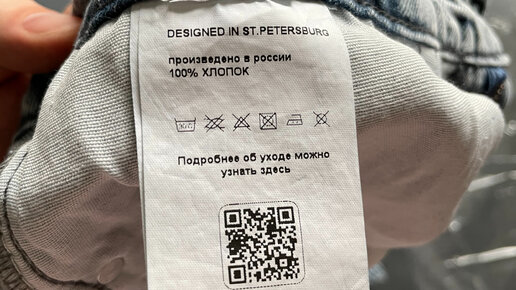 DESIGNED IN ST.PETERSBURG
произведено в россии
100% ХЛОПОК
Подробнее об уходе можно
узнать здесь